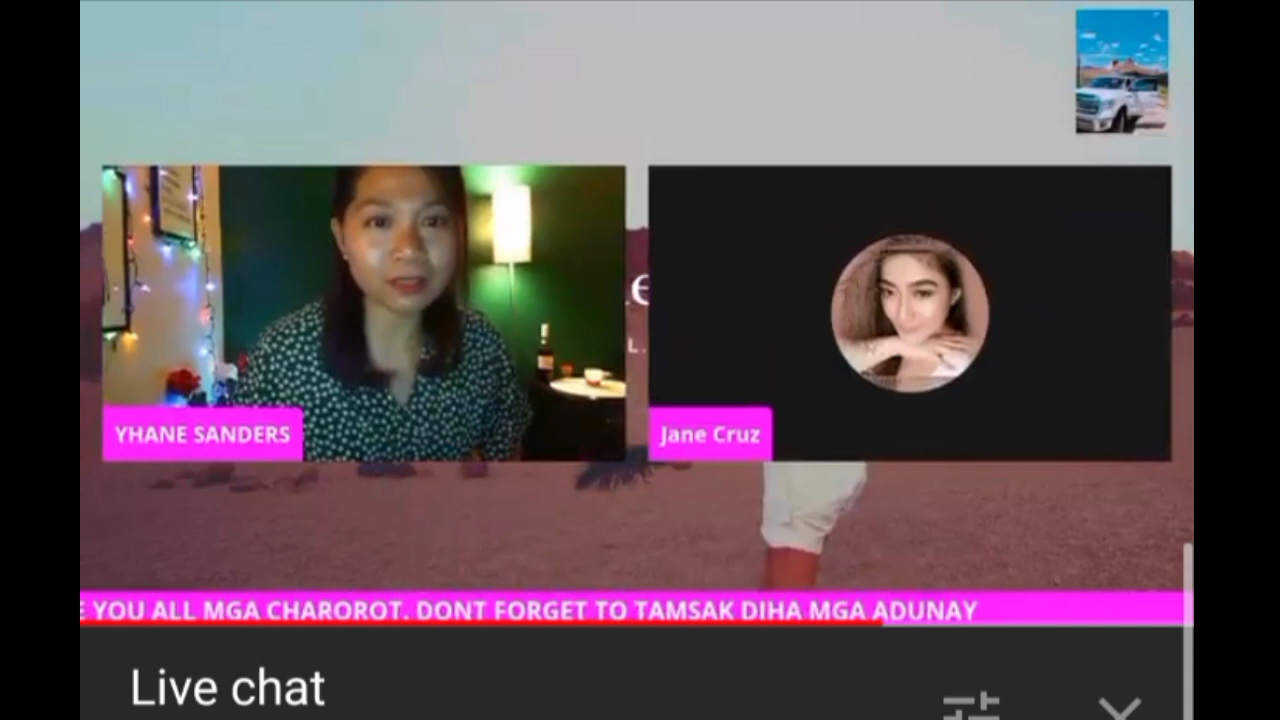 YHANE SANDERS
Jane Cruz
YOU ALL MGA CHAROROT. DONT FORGET TO TAMSAK DIHA MGA ADUNAY
Live chat